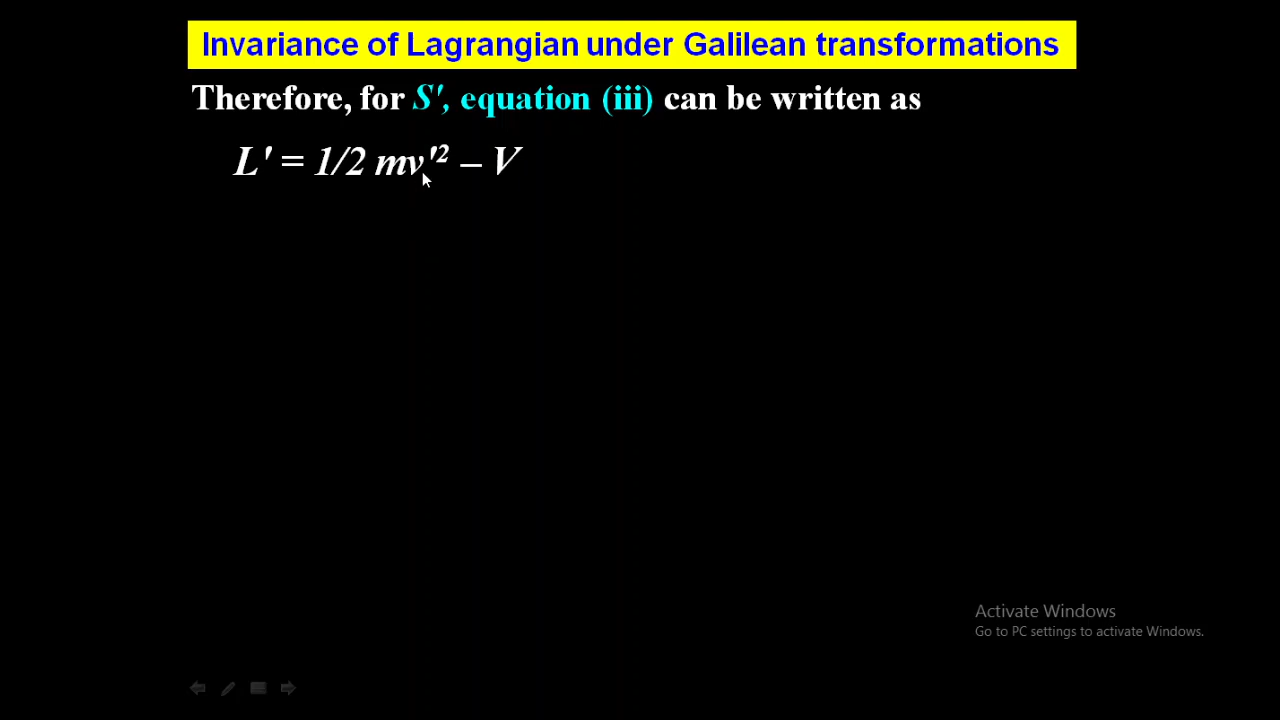 Invariance of Lagrangian under Galilean transformations
Therefore, for S′, equation (iii) can be written as
L′ = 1/2 mv′² – V
Activate Windows
Go to PC settings to activate Windows.